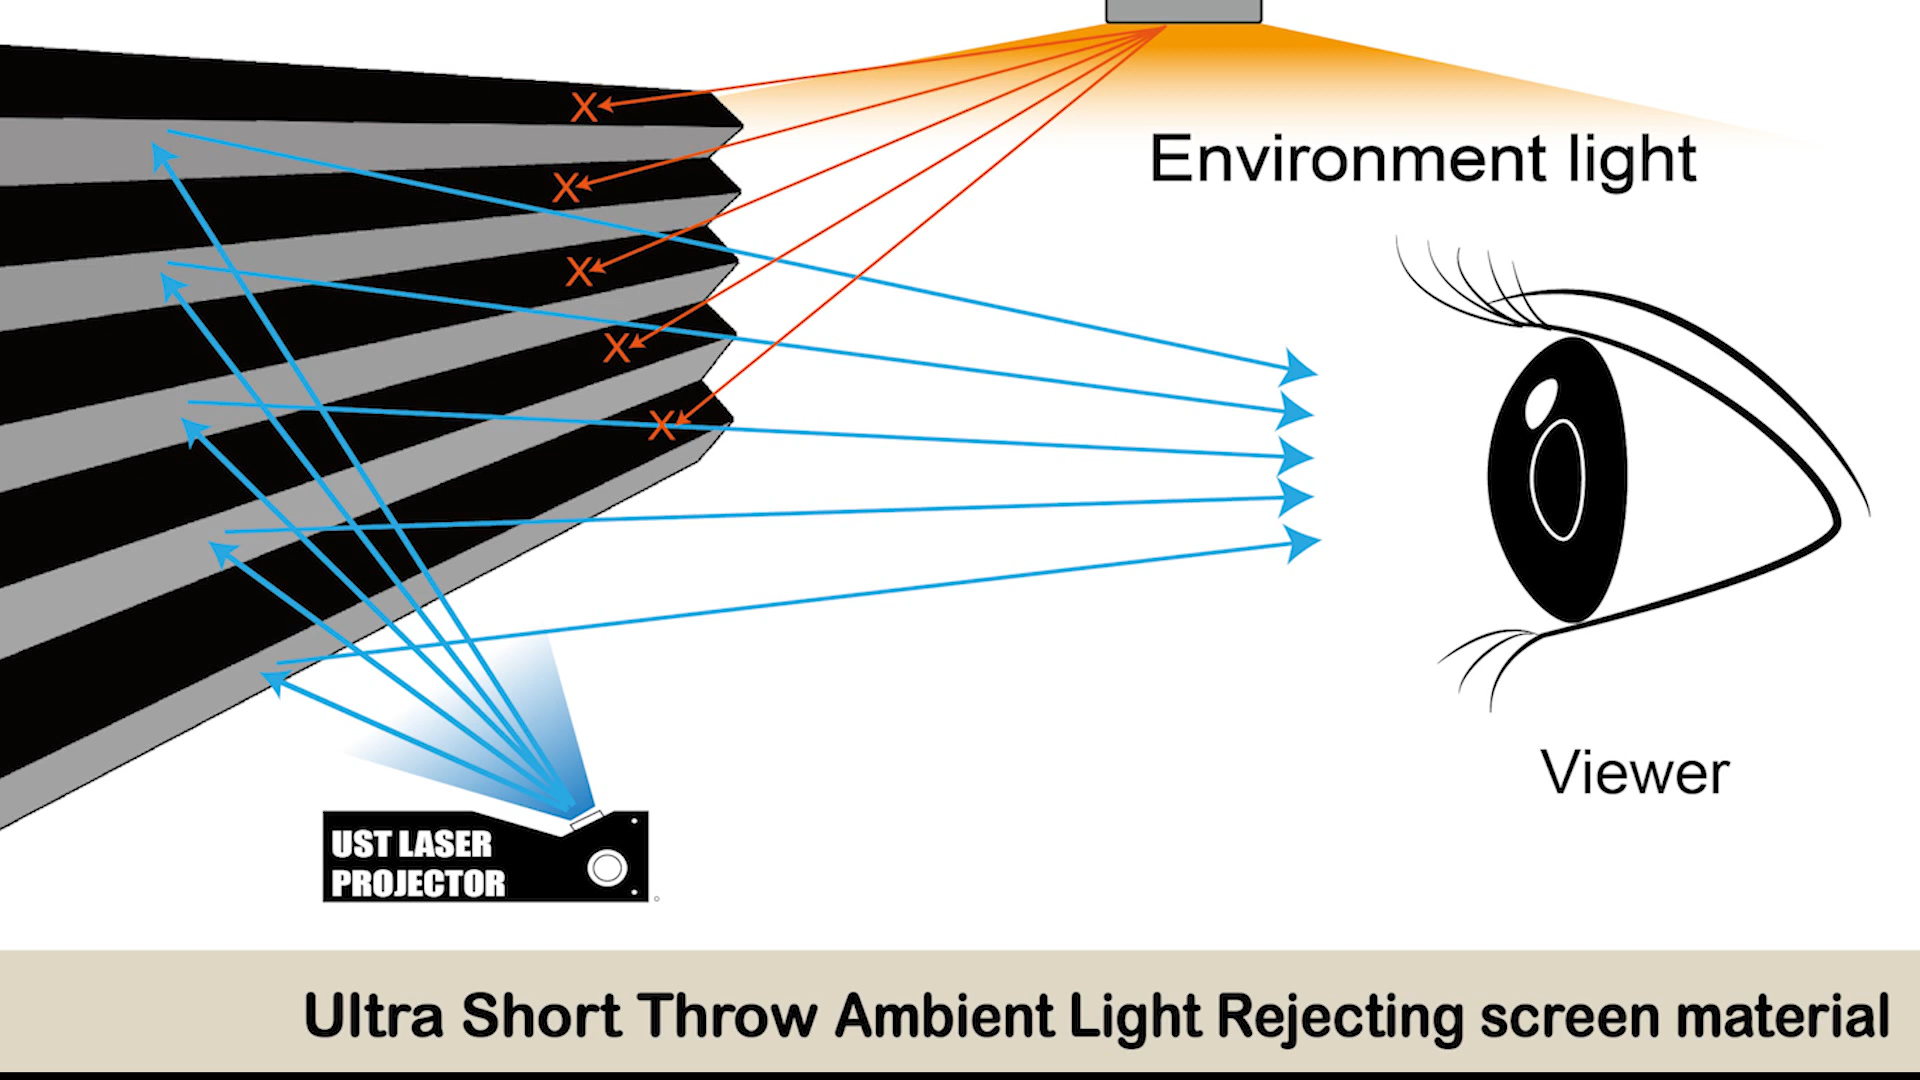 X
X
X
X
X
Environment light
Viewer
UST LASER
PROJECTOR
Ultra Short Throw Ambient Light Rejecting screen material